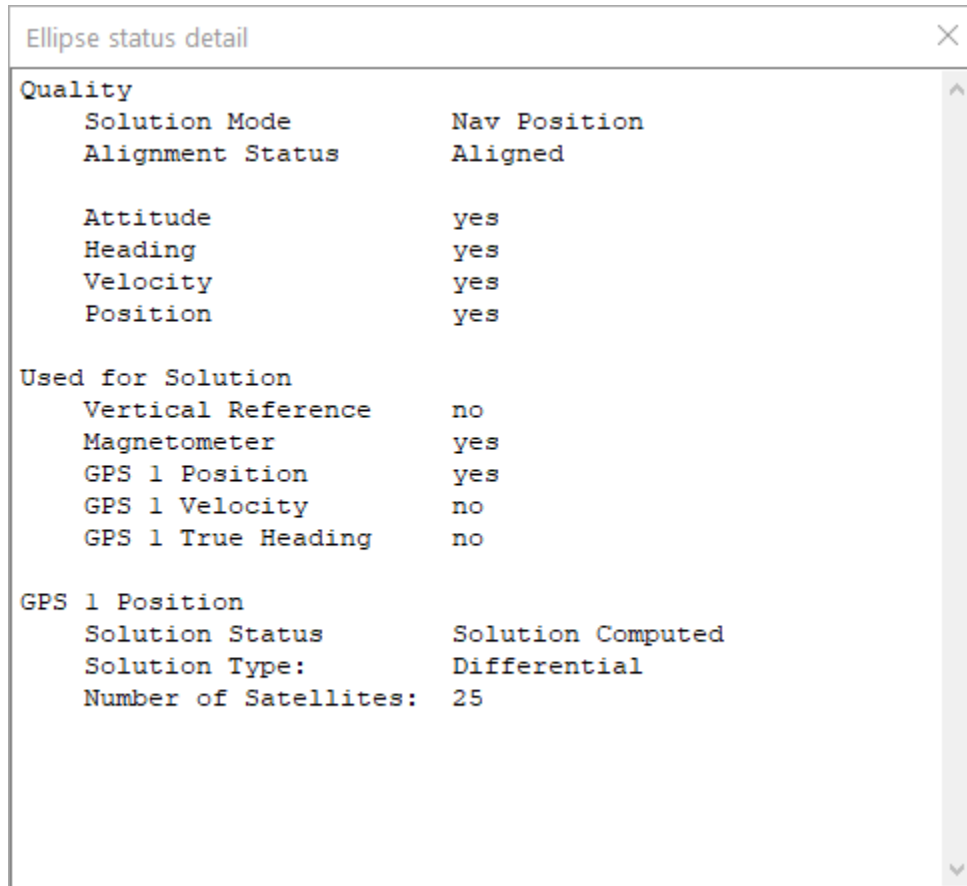 Ellipse status detail
Quality
Solution Mode Nav Position
Alignment Status Aligned
Attitude yes
Heading yes
Velocity yes
Position yes
Used for Solution
Vertical Reference no
Magnetometer yes
GPS 1 Position yes
GPS 1 Velocity no
GPS 1 True Heading no
GPS 1 Position
Solution Status Solution Computed
Solution Type: Differential
Number of Satellites: 25